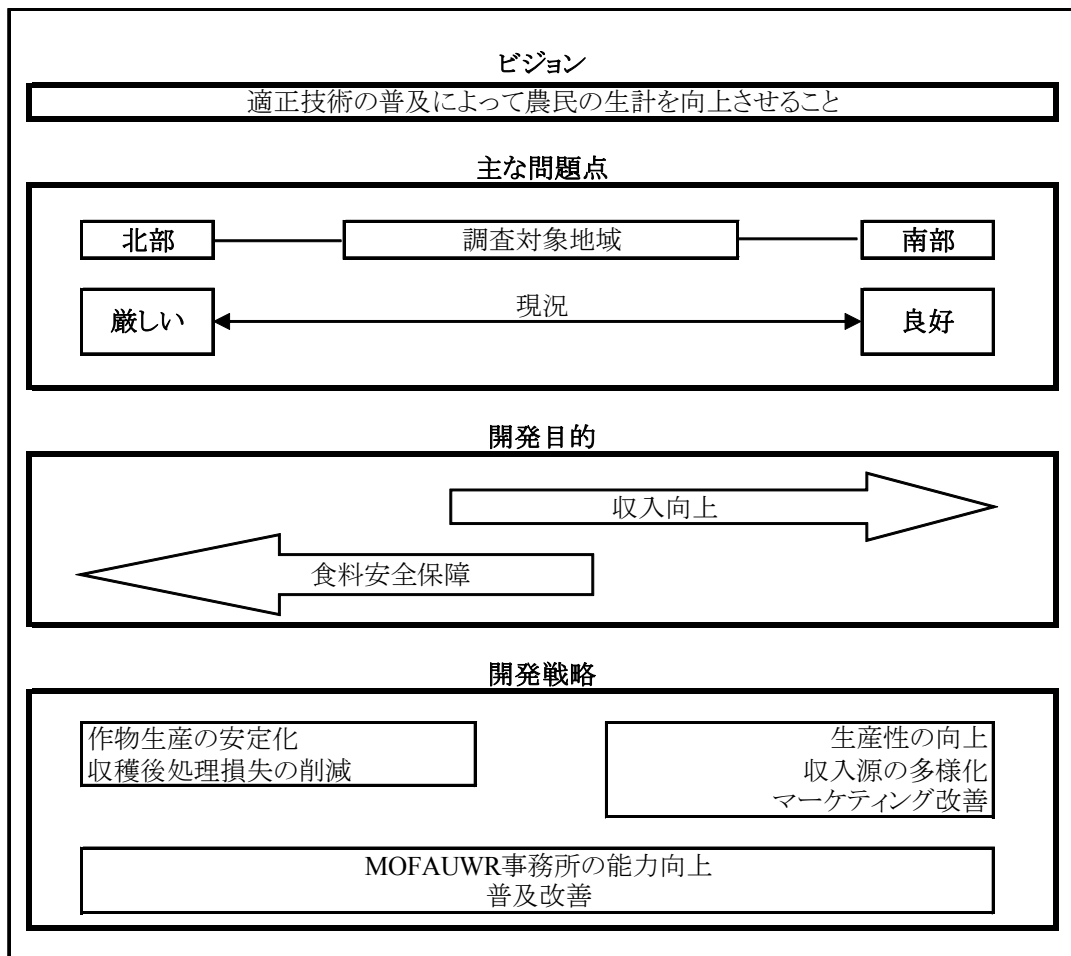 ビジョン
適正技術の普及によって農民の生計を向上させること
主な問題点
北部
調査対象地域
南部
厳しい
現況
良好
開発目的
収入向上
食料安全保障
開発戦略
作物生産の安定化
収穫後処理損失の削減
生産性の向上
収入源の多様化
マーケティング改善
MOFAUWR事務所の能力向上
普及改善